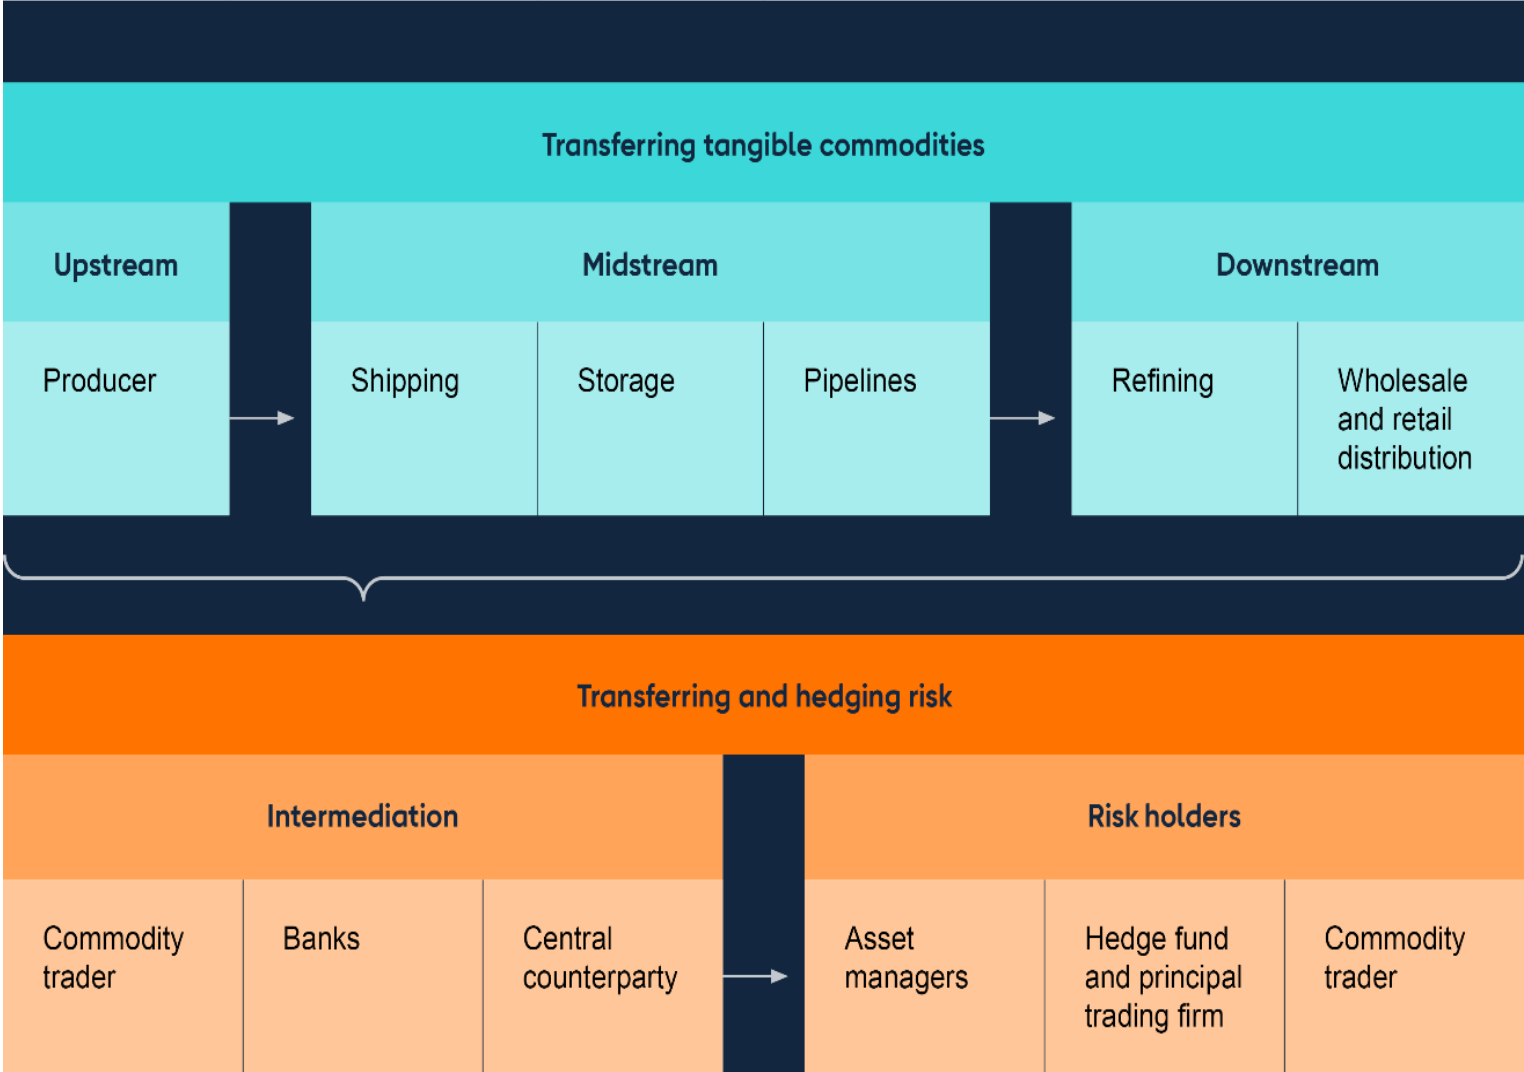 Transferring tangible commodities
Upstream
Midstream
Downstream
Producer
Shipping
Storage
Pipelines
Refining
Wholesale
and retail
distribution
Transferring and hedging risk
Intermediation
Risk holders
Commodity
trader
Banks
Central
counterparty
Asset
managers
Hedge fund
and principal
trading firm
Commodity
trader